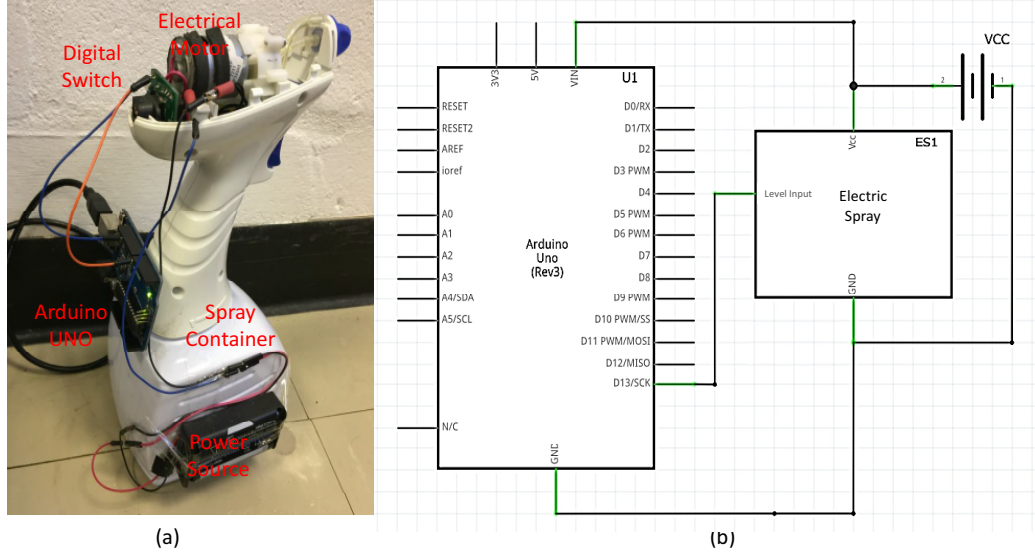 Electrical
Motor
Digital
Switch
Arduino
UNO
Spray
Container
Power
Source
(a)
3V3
5V
VIN
VCC
U1
2
1
RESET
RESET2
AREF
ioref
A0
A1
A2
A3
A4/SDA
A5/SCL
N/C
D0/RX
D1/TX
D2
D3 PWM
D4
D5 PWM
D6 PWM
D7
D8
D9 PWM
D10 PWM/SS
D11 PWM/MOSI
D12/MISO
D13/SCK
Arduino
Uno
(Rev3)
GND
Vcc
ES1
Level Input
Electric
Spray
GND
(b)